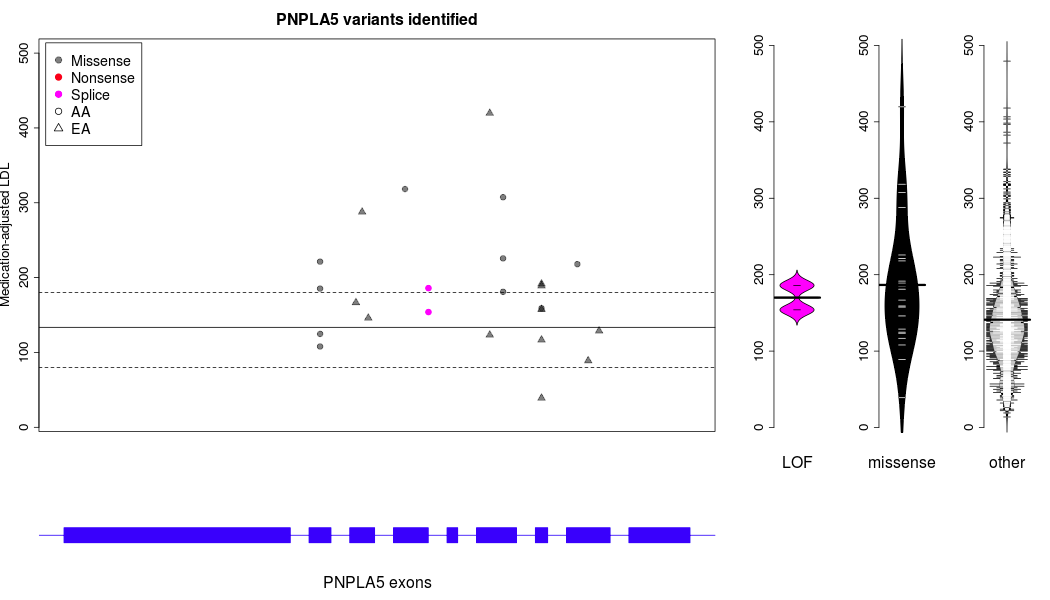 PNPLA5 variants identified
Medication-adjusted LDL
500
400
300
200
100
0
Missense
Nonsense
Splice
AA
EA
PNPLA5 exons
500
400
300
200
100
0
LOF
500
400
300
200
100
0
missense
500
400
300
200
100
0
other